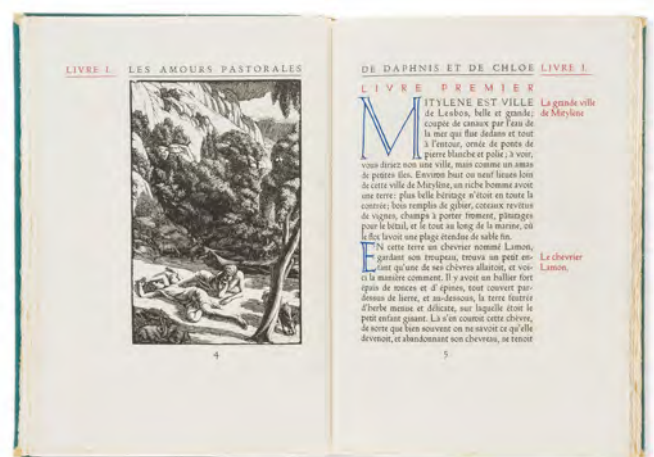 LIVRE I. LES AMOURS PASTORALES
4
DE DAPHNIS ET DE CHLOE LIVRE I.
LIVRE PREMIER
MITYLENE EST VILLE
de Lesbos, belle et grande;
coupée de canaux par l'eau de
la mer qui flue dedans et tout
à l'entour, ornée de ponts de
pierre blanche et polie; à voir,
vous diriez non une ville, mais comme un amas
de petites îles. Environ huit ou neuf lieues loin
de cette ville de Mitylène, un riche homme avoit
une terre: plus belle héritage n'étoit en toute la
contrée; bois remplis de gibier, coteaux revêtus
de vignes, champs à porter froment, pâturages
pour le bétail, et le tout au long de la marine, où
le flot lavoit une plage étendue de sable fin.
EN cette terre un chevrier nommé Lamon,
gardant son troupeau, trouva un petit en-
fant qu'une de ses chèvres allaitoit, et voi-
ci la manière comment. Il y avoit un hallier fort
épais de ronces et d'épines, tout couvert par-
dessus de lierre, et au-dessous, la terre feutrée
d'herbe menue et délicate, sur laquelle étoit le
petit enfant gisant. Là s'en couroit cette chèvre,
de sorte que bien souvent on ne savoit ce qu'elle
devenoit, et abandonnant son chevreau, se tenoit
La grande ville
de Mitylène
Le chevrier
Lamon.
5